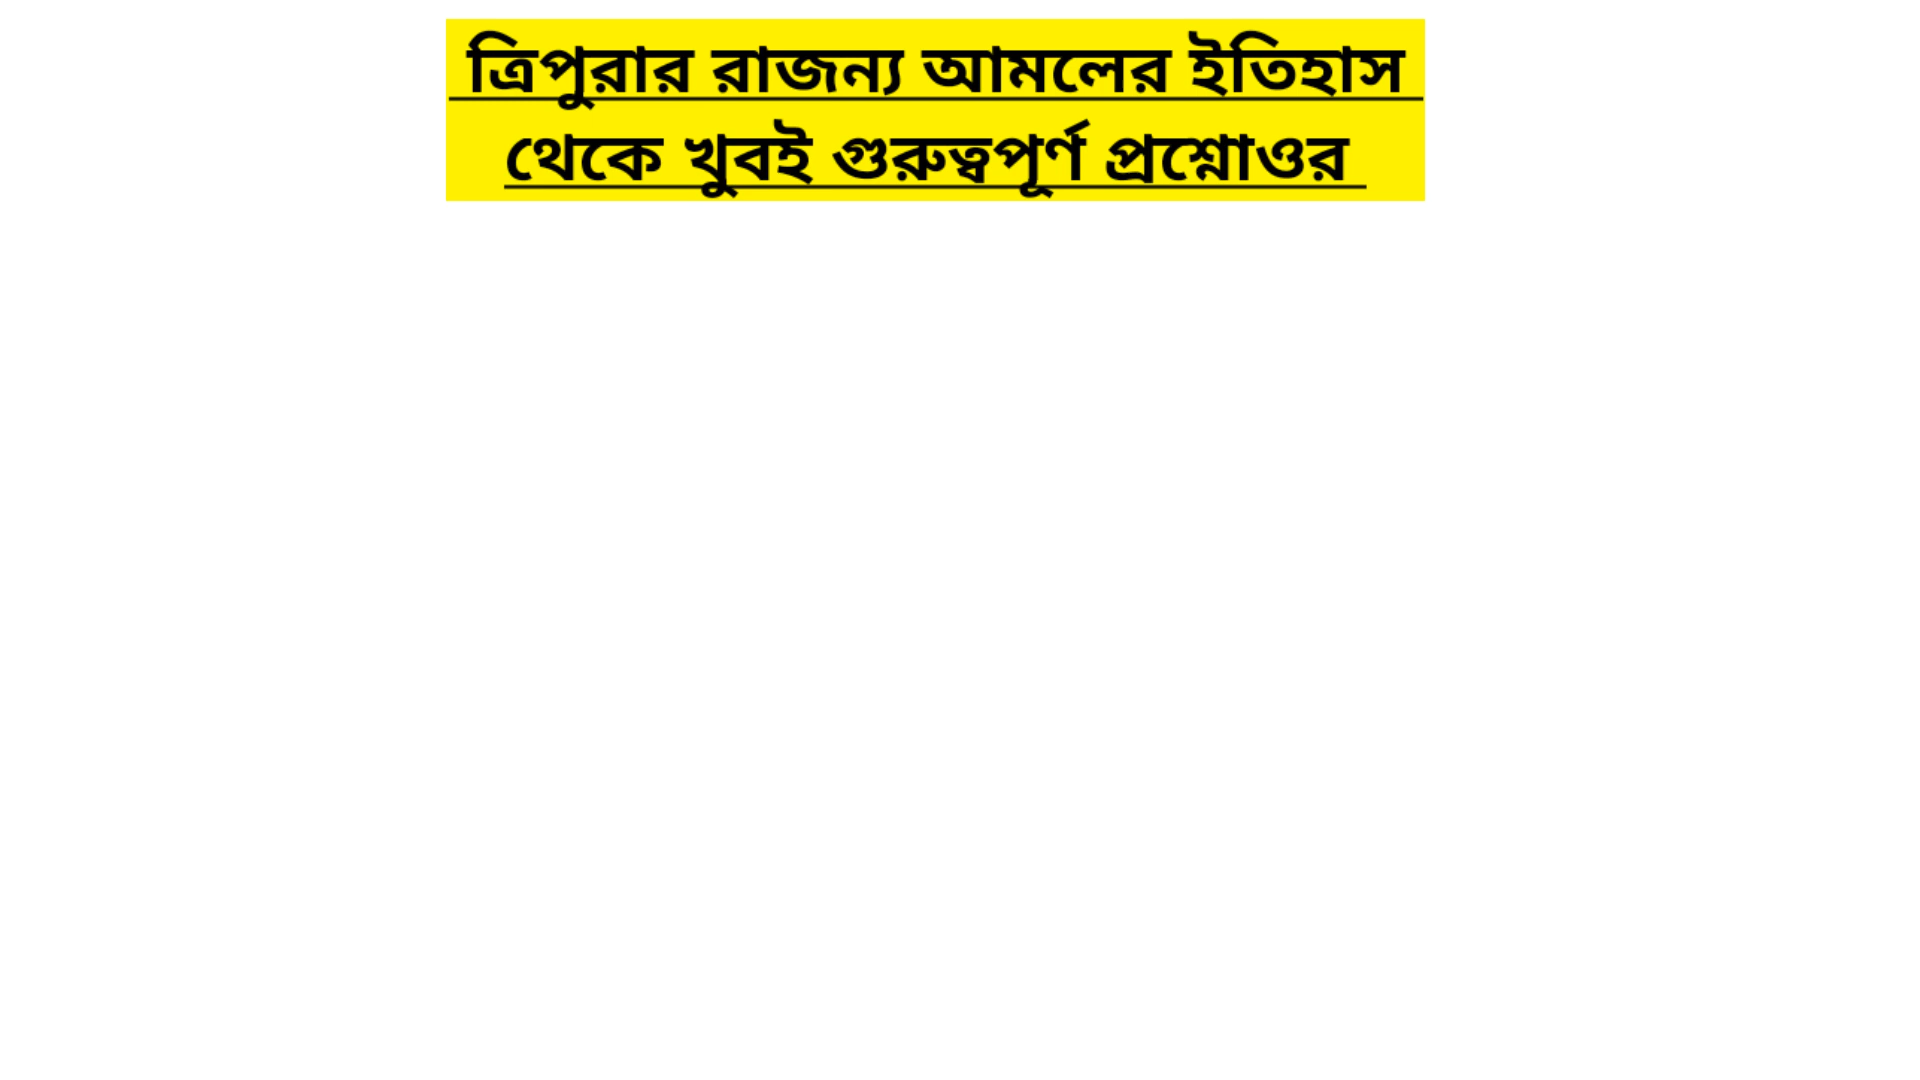 ত্রিপুরার রাজন্য আমলের ইতিহাস
থেকে খুবই গুরুত্বপূর্ণ প্রশ্নোওর